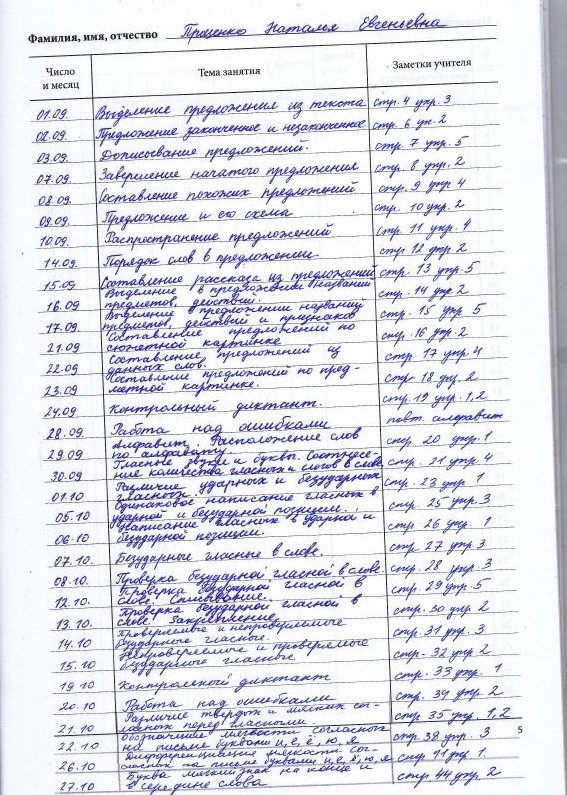 Фамилия, имя, отчество Проценко Наталья Евгеньевна
Число и месяц Тема занятия Заметки учителя
01.09. Выделение предложения из текста стр. 4 упр. 3
02.09. Предложение законченное и незаконченное стр. 6 уп. 2
03.09. Дописывание предложений. стр. 7 упр. 5
07.09. Завершение начатого предложения стр. 8 упр. 2
08.09. Составление похожих предложений стр. 9 упр 4
09.09. Предложение и его схема стр. 10 упр. 2
10.09. Распространение предложений стр. 11 упр. 4
14.09. Порядок слов в предложении стр 12 упр 2
15.09 Составление рассказа из предложений стр. 13 упр. 5
Выделение в предложении названий
16.09 предметов, действий. стр. 14 упр 2
Выделение в предложении названий
17.09. предметов, действий и признаков стр. 15 упр 5
Составление предложений по
21.09 сюжетной картинке стр. 16 упр. 2
Составление предложений из
22.09 данных слов. стр. 17 упр. 4
Составление предложений по пред-
23.09 метной картинке. стр 18 упр. 2
24.09 Контрольный диктант. стр. 19 упр. 1,2
28.09. Работа над ошибками повт. алфавит
Алфавит. Расположение слов
29.09 по алфавиту. стр. 20 упр. 1
Гласные звуки и буквы. Соотнесе-
30.09 ние количества гласных и слогов в слове стр. 21 упр 4
Различие ударных и безударных
01.10 гласных. стр. 23 упр 1
Одинаковое написание гласных в
05.10 ударной и безударной позиции. стр. 25 упр. 3
Написание гласных в ударной и
06.10 безударной позиции. стр 26 упр. 1
07.10. Безударные гласные в слове. стр. 27 упр. 3
08.10. Проверка безударной гласной в слове. стр. 28 упр. 3
Проверка безударной гласной в
12.10. слове. стр. 29 упр. 5
Проверка безударной гласной в
13.10. слове. Закрепление. стр. 30 упр. 2
Проверяемые и непроверяемые
14.10 безударные гласные. стр. 31 упр. 3
Непроверяемые и проверяемые
15.10 безударные гласные. стр- 32 упр 2
19.10 Контрольный диктант стр. 33 упр. 1
20.10 Работа над ошибками стр. 34 упр. 2
Различие твердых и мягких сог-
21.10 ласных перед гласными. стр 35 упр. 1,2
Обозначение мягкости согласных
22.10 на письме буквами и, е, ё, ю, я стр. 38 упр. 3
Дифференциация мягкости сог-
26.10 ласных на письме буквами и, е, ё, ю, я стр 41 упр. 1
Буква мягкий знак на конце и
27.10 в середине слова стр. 44 упр. 2
5